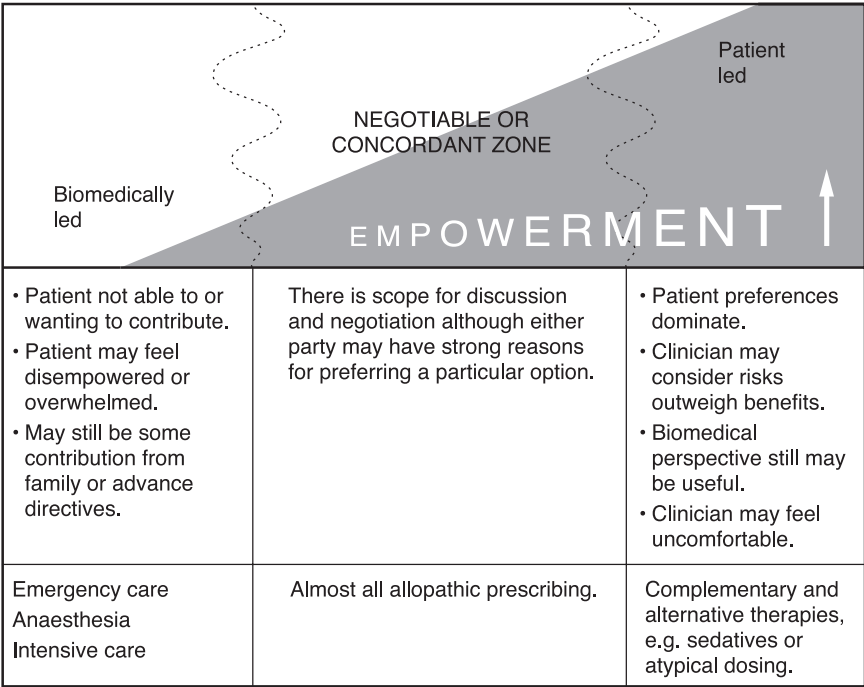 Patient
led
NEGOTIABLE OR
CONCORDANT ZONE
Biomedically
led
EMPOWERMENT
• Patient not able to or
wanting to contribute.
• Patient may feel
disempowered or
overwhelmed.
• May still be some
contribution from
family or advance
directives.
There is scope for discussion
and negotiation although either
party may have strong reasons
for preferring a particular option.
• Patient preferences
dominate.
• Clinician may
consider risks
outweigh benefits.
• Biomedical
perspective still may
be useful.
• Clinician may feel
uncomfortable.
Emergency care
Anaesthesia
Intensive care
Almost all allopathic prescribing.
Complementary and
alternative therapies,
e.g. sedatives or
atypical dosing.